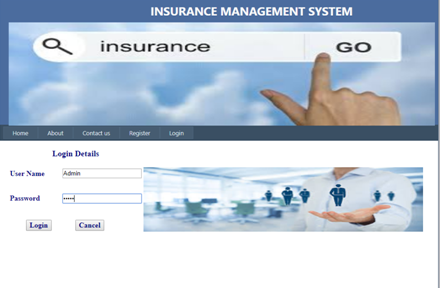 INSURANCE MANAGEMENT SYSTEM
insurance GO
Home About Contact us Register Login
Login Details
User Name Admin
Password •••••
Login Cancel